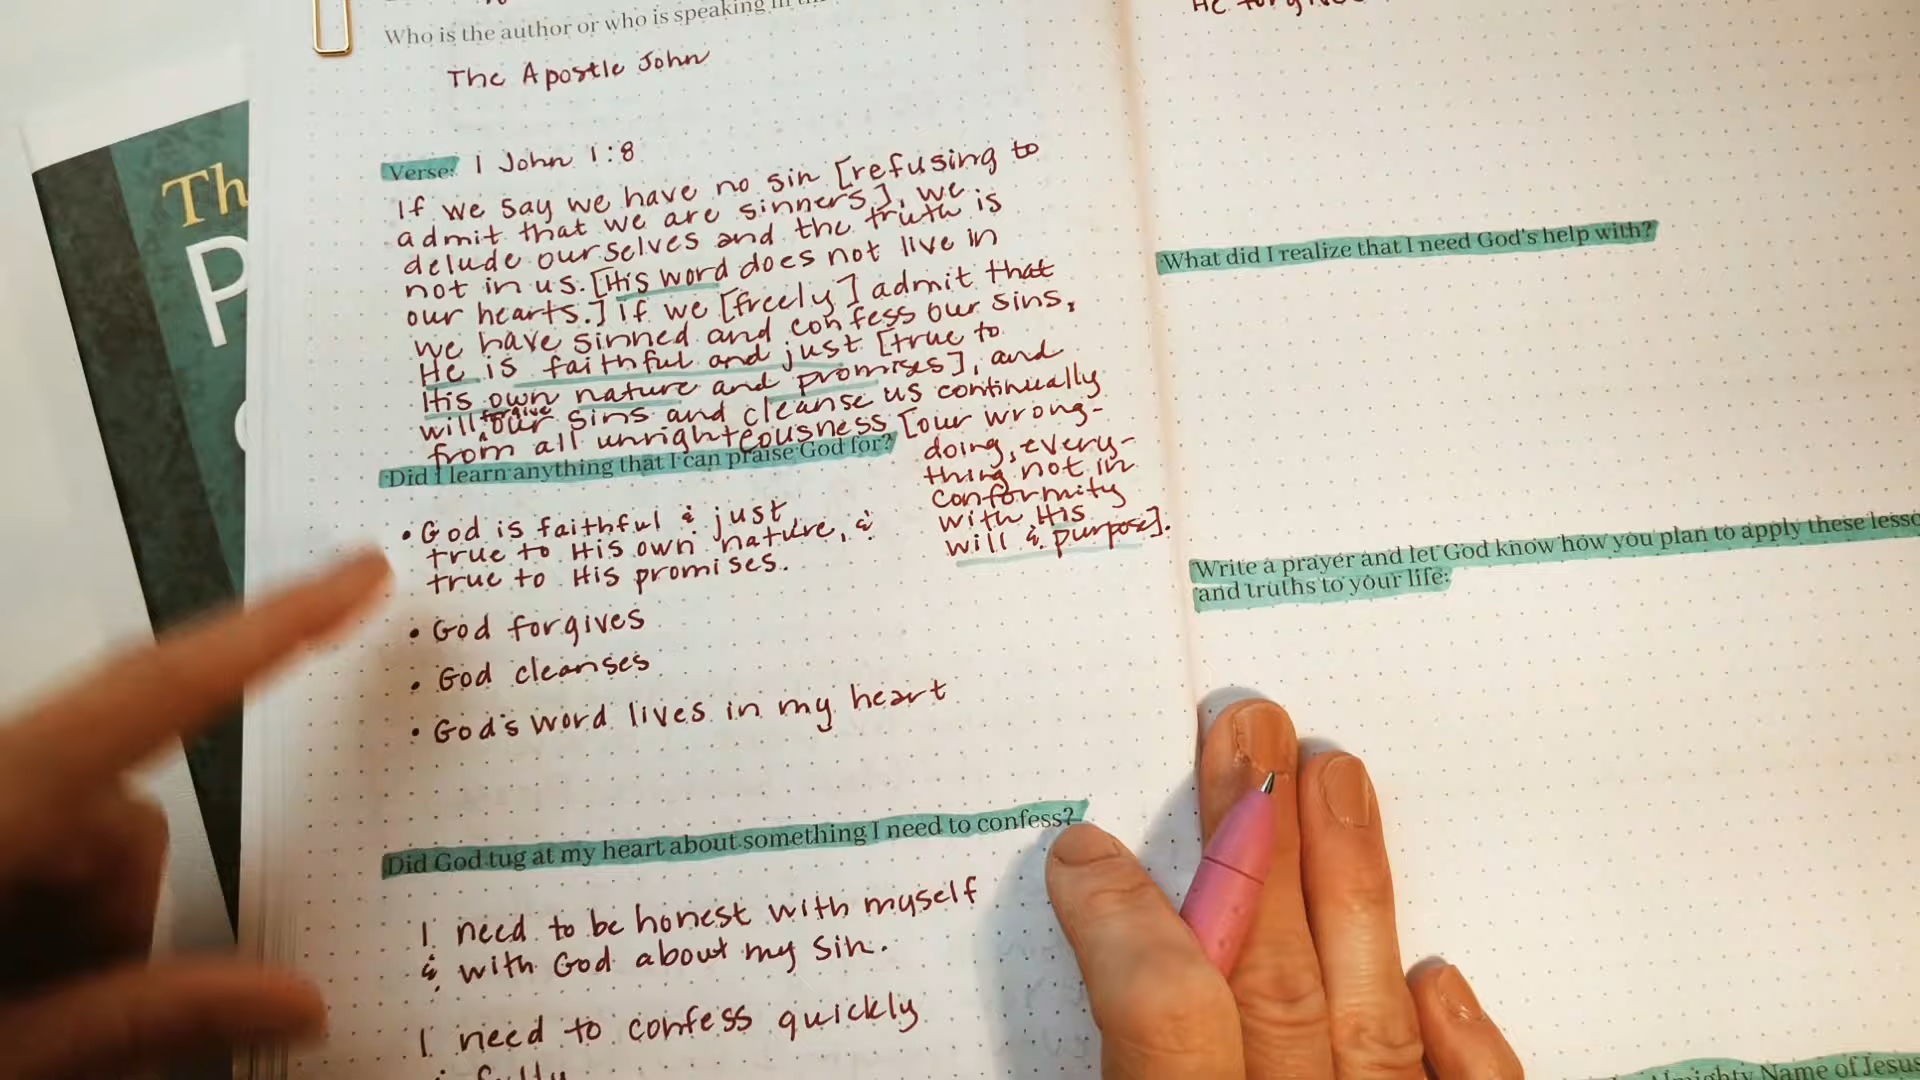 Who is the author or who is speaking in
The Apostle John
Verse: 1 John 1:8
If we say we have no sin [refusing to
admit that we are sinners], we
delude ourselves and the truth is
not in us. [His word does not live in
our hearts.] If we [freely] admit that
we have sinned and confess our sins,
He is faithful and just [true to
His own nature and promises], and
will forgive our sins and cleanse us continually
from all unrighteousness [our wrong-
doing, every-
thing not in
conformity
with His
will & purpose].
Did I learn anything that I can praise God for?
• God is faithful & just
true to His own nature, &
true to His promises.
• God forgives
• God cleanses
• God's word lives in my heart
Did God tug at my heart about something I need to confess?
I need to be honest with myself
& with God about my sin.
I need to confess quickly
& fully
He
What did I realize that I need God's help with?
Write a prayer and let God know how you plan to apply these
and truths to your life:
Name of Jesus
Th
P